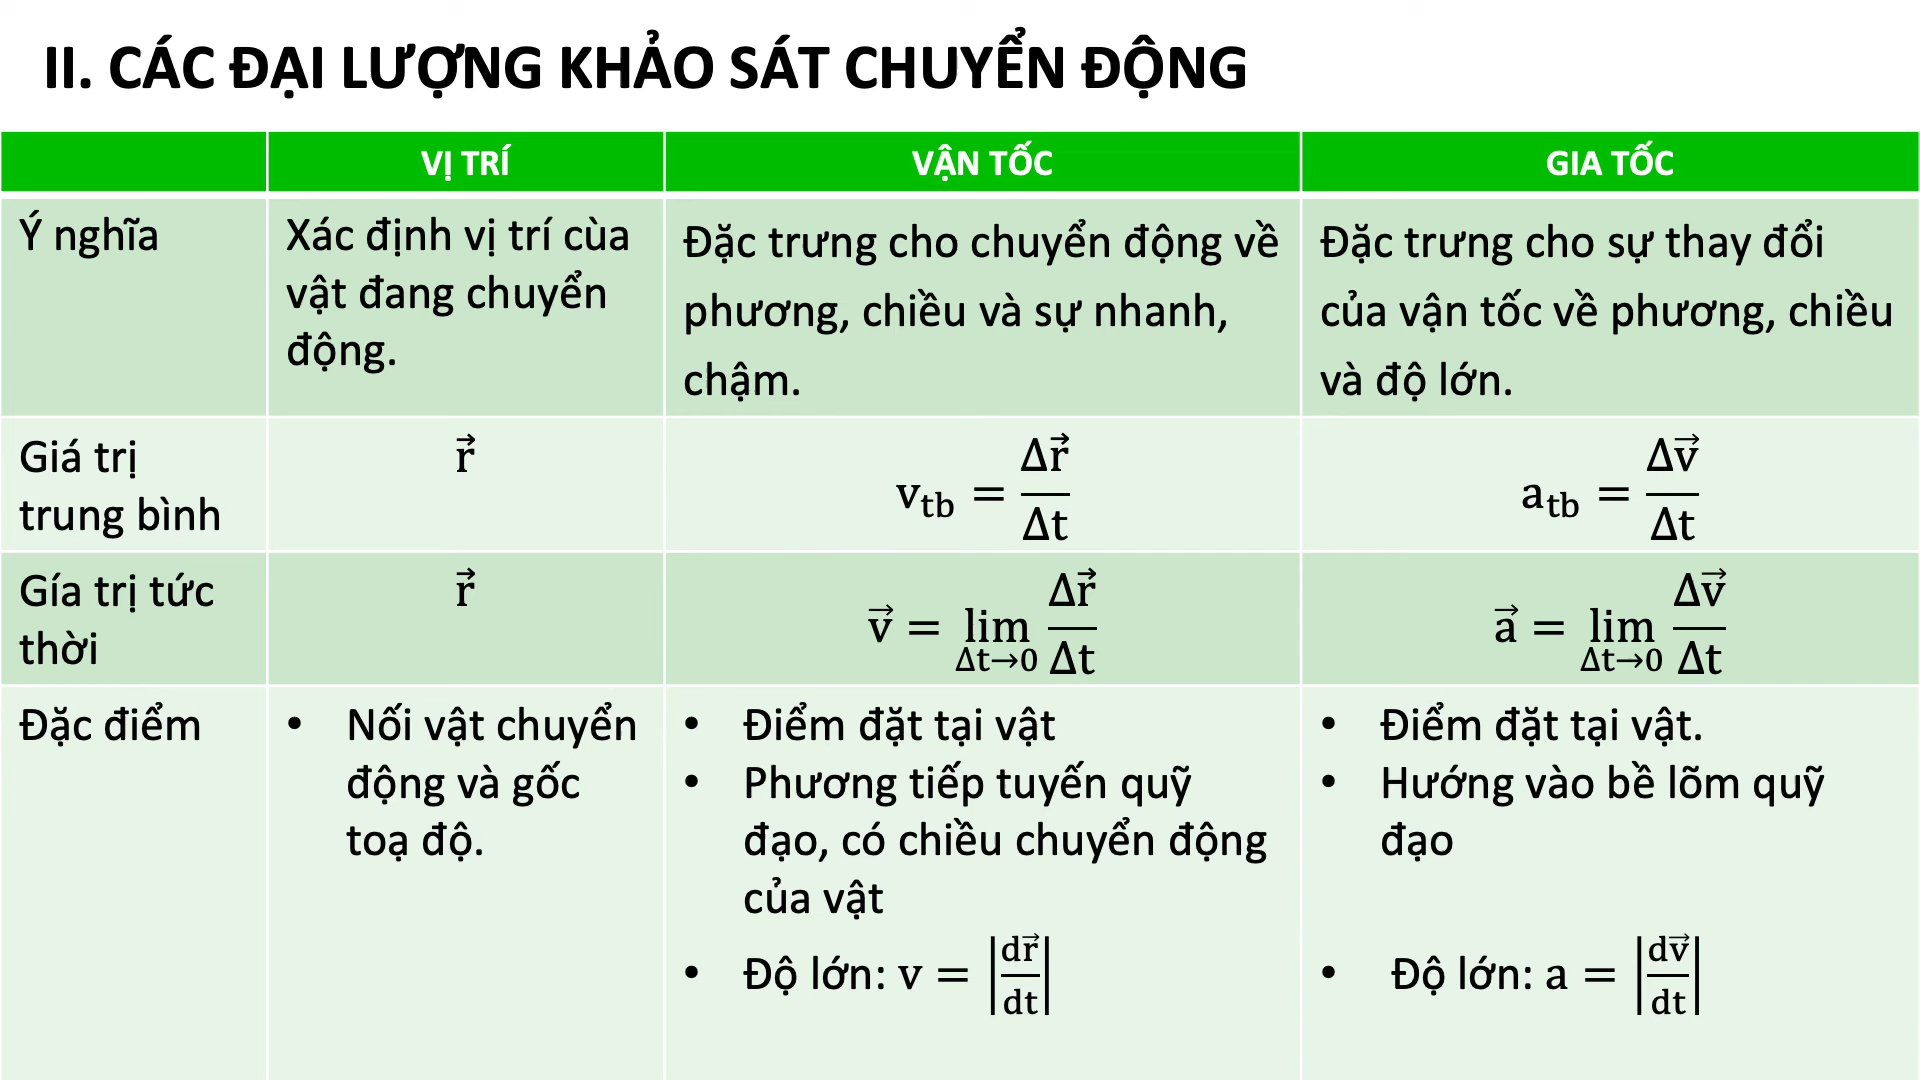 II. CÁC ĐẠI LƯỢNG KHẢO SÁT CHUYỂN ĐỘNG
VỊ TRÍ
VẬN TỐC
GIA TỐC
Ý nghĩa
Xác định vị trí cùa
vật đang chuyển
động.
Đặc trưng cho chuyển động về
phương, chiều và sự nhanh,
chậm.
Đặc trưng cho sự thay đổi
của vận tốc về phương, chiều
và độ lớn.
Giá trị
trung bình
r⃗
v_tb = Δr⃗/Δt
a_tb = Δv⃗/Δt
Gía trị tức
thời
r⃗
v⃗ = lim_{Δt→0} Δr⃗/Δt
a⃗ = lim_{Δt→0} Δv⃗/Δt
Đặc điểm
• Nối vật chuyển
động và gốc
toạ độ.
• Điểm đặt tại vật
• Phương tiếp tuyến quỹ
đạo, có chiều chuyển động
của vật
• Độ lớn: v = |dr⃗/dt|
• Điểm đặt tại vật.
• Hướng vào bề lõm quỹ
đạo
• Độ lớn: a = |dv⃗/dt|